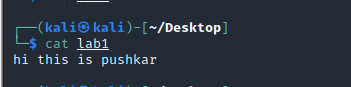 ┌──(kali㉿kali)-[~/Desktop]
└─$ cat lab1
hi this is pushkar